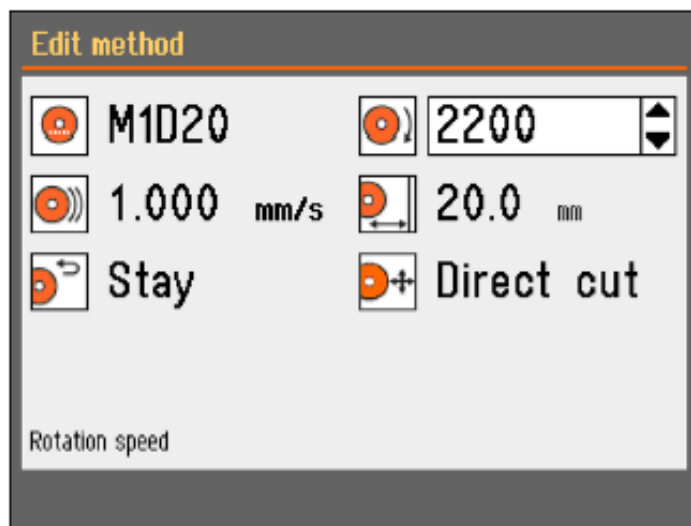 Edit method
M1D20 2200
1.000 mm/s 20.0 mm
Stay Direct cut
Rotation speed